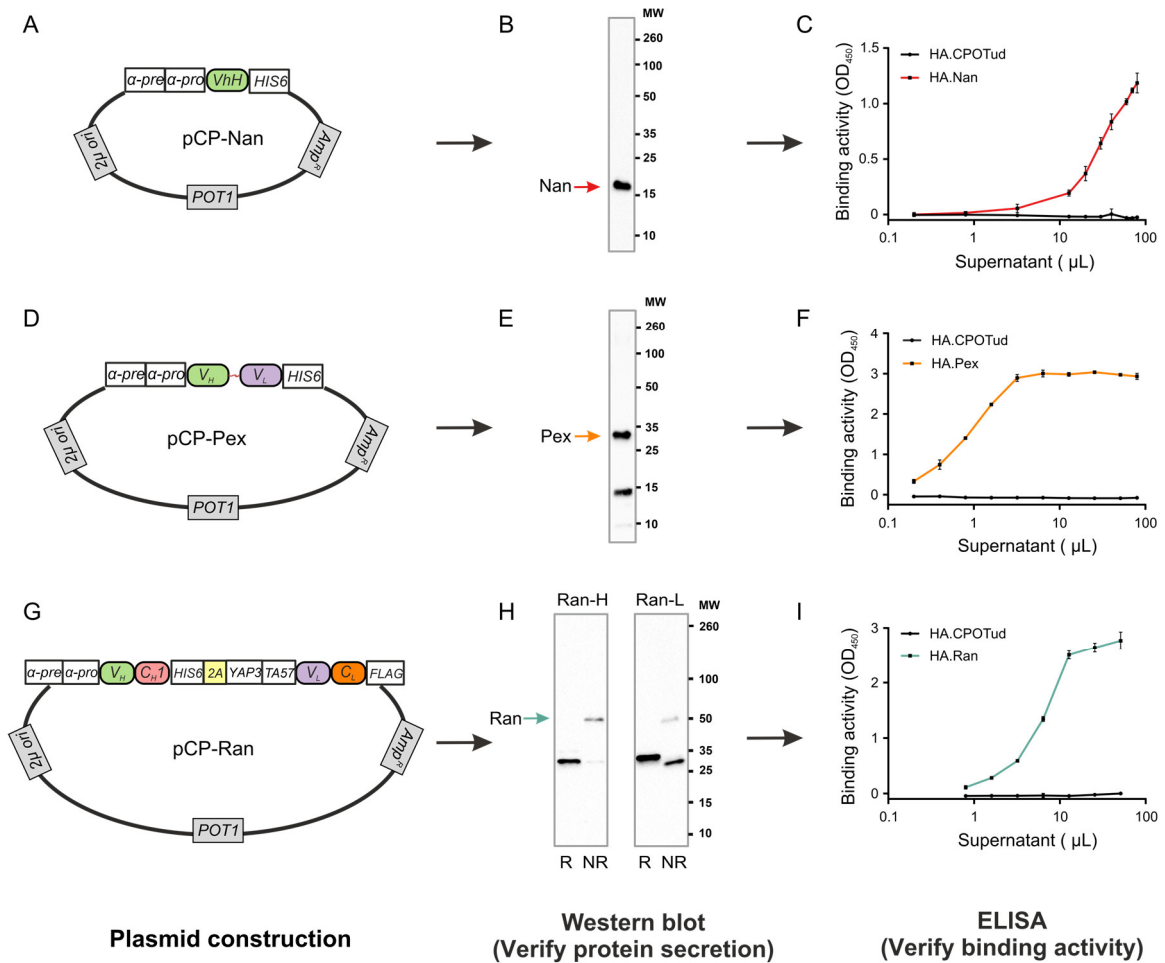 A
α-pre α-pro VhH HIS6
2μ ori
pCP-Nan
Amp^R
POT1
B
MW
260
100
50
35
25
Nan
15
10
C
HA.CPOTud
HA.Nan
Binding activity (OD450)
1.5
1.0
0.5
0
0.1 1 10 100
Supernatant ( μL)
D
α-pre α-pro VH VL HIS6
2μ ori
pCP-Pex
Amp^R
POT1
E
MW
260
100
50
35
Pex
25
15
10
F
HA.CPOTud
HA.Pex
Binding activity (OD450)
4
3
2
1
0
0.1 1 10 100
Supernatant ( μL)
G
α-pre α-pro VH CH1 HIS6 2A YAP3 TA57 VL CL FLAG
2μ ori
pCP-Ran
Amp^R
POT1
H
Ran-H Ran-L
MW
260
100
Ran
50
35
25
15
10
R NR R NR
I
HA.CPOTud
HA.Ran
Binding activity (OD450)
3
2
1
0
0.1 1 10 100
Supernatant ( μL)
Plasmid construction
Western blot
(Verify protein secretion)
ELISA
(Verify binding activity)